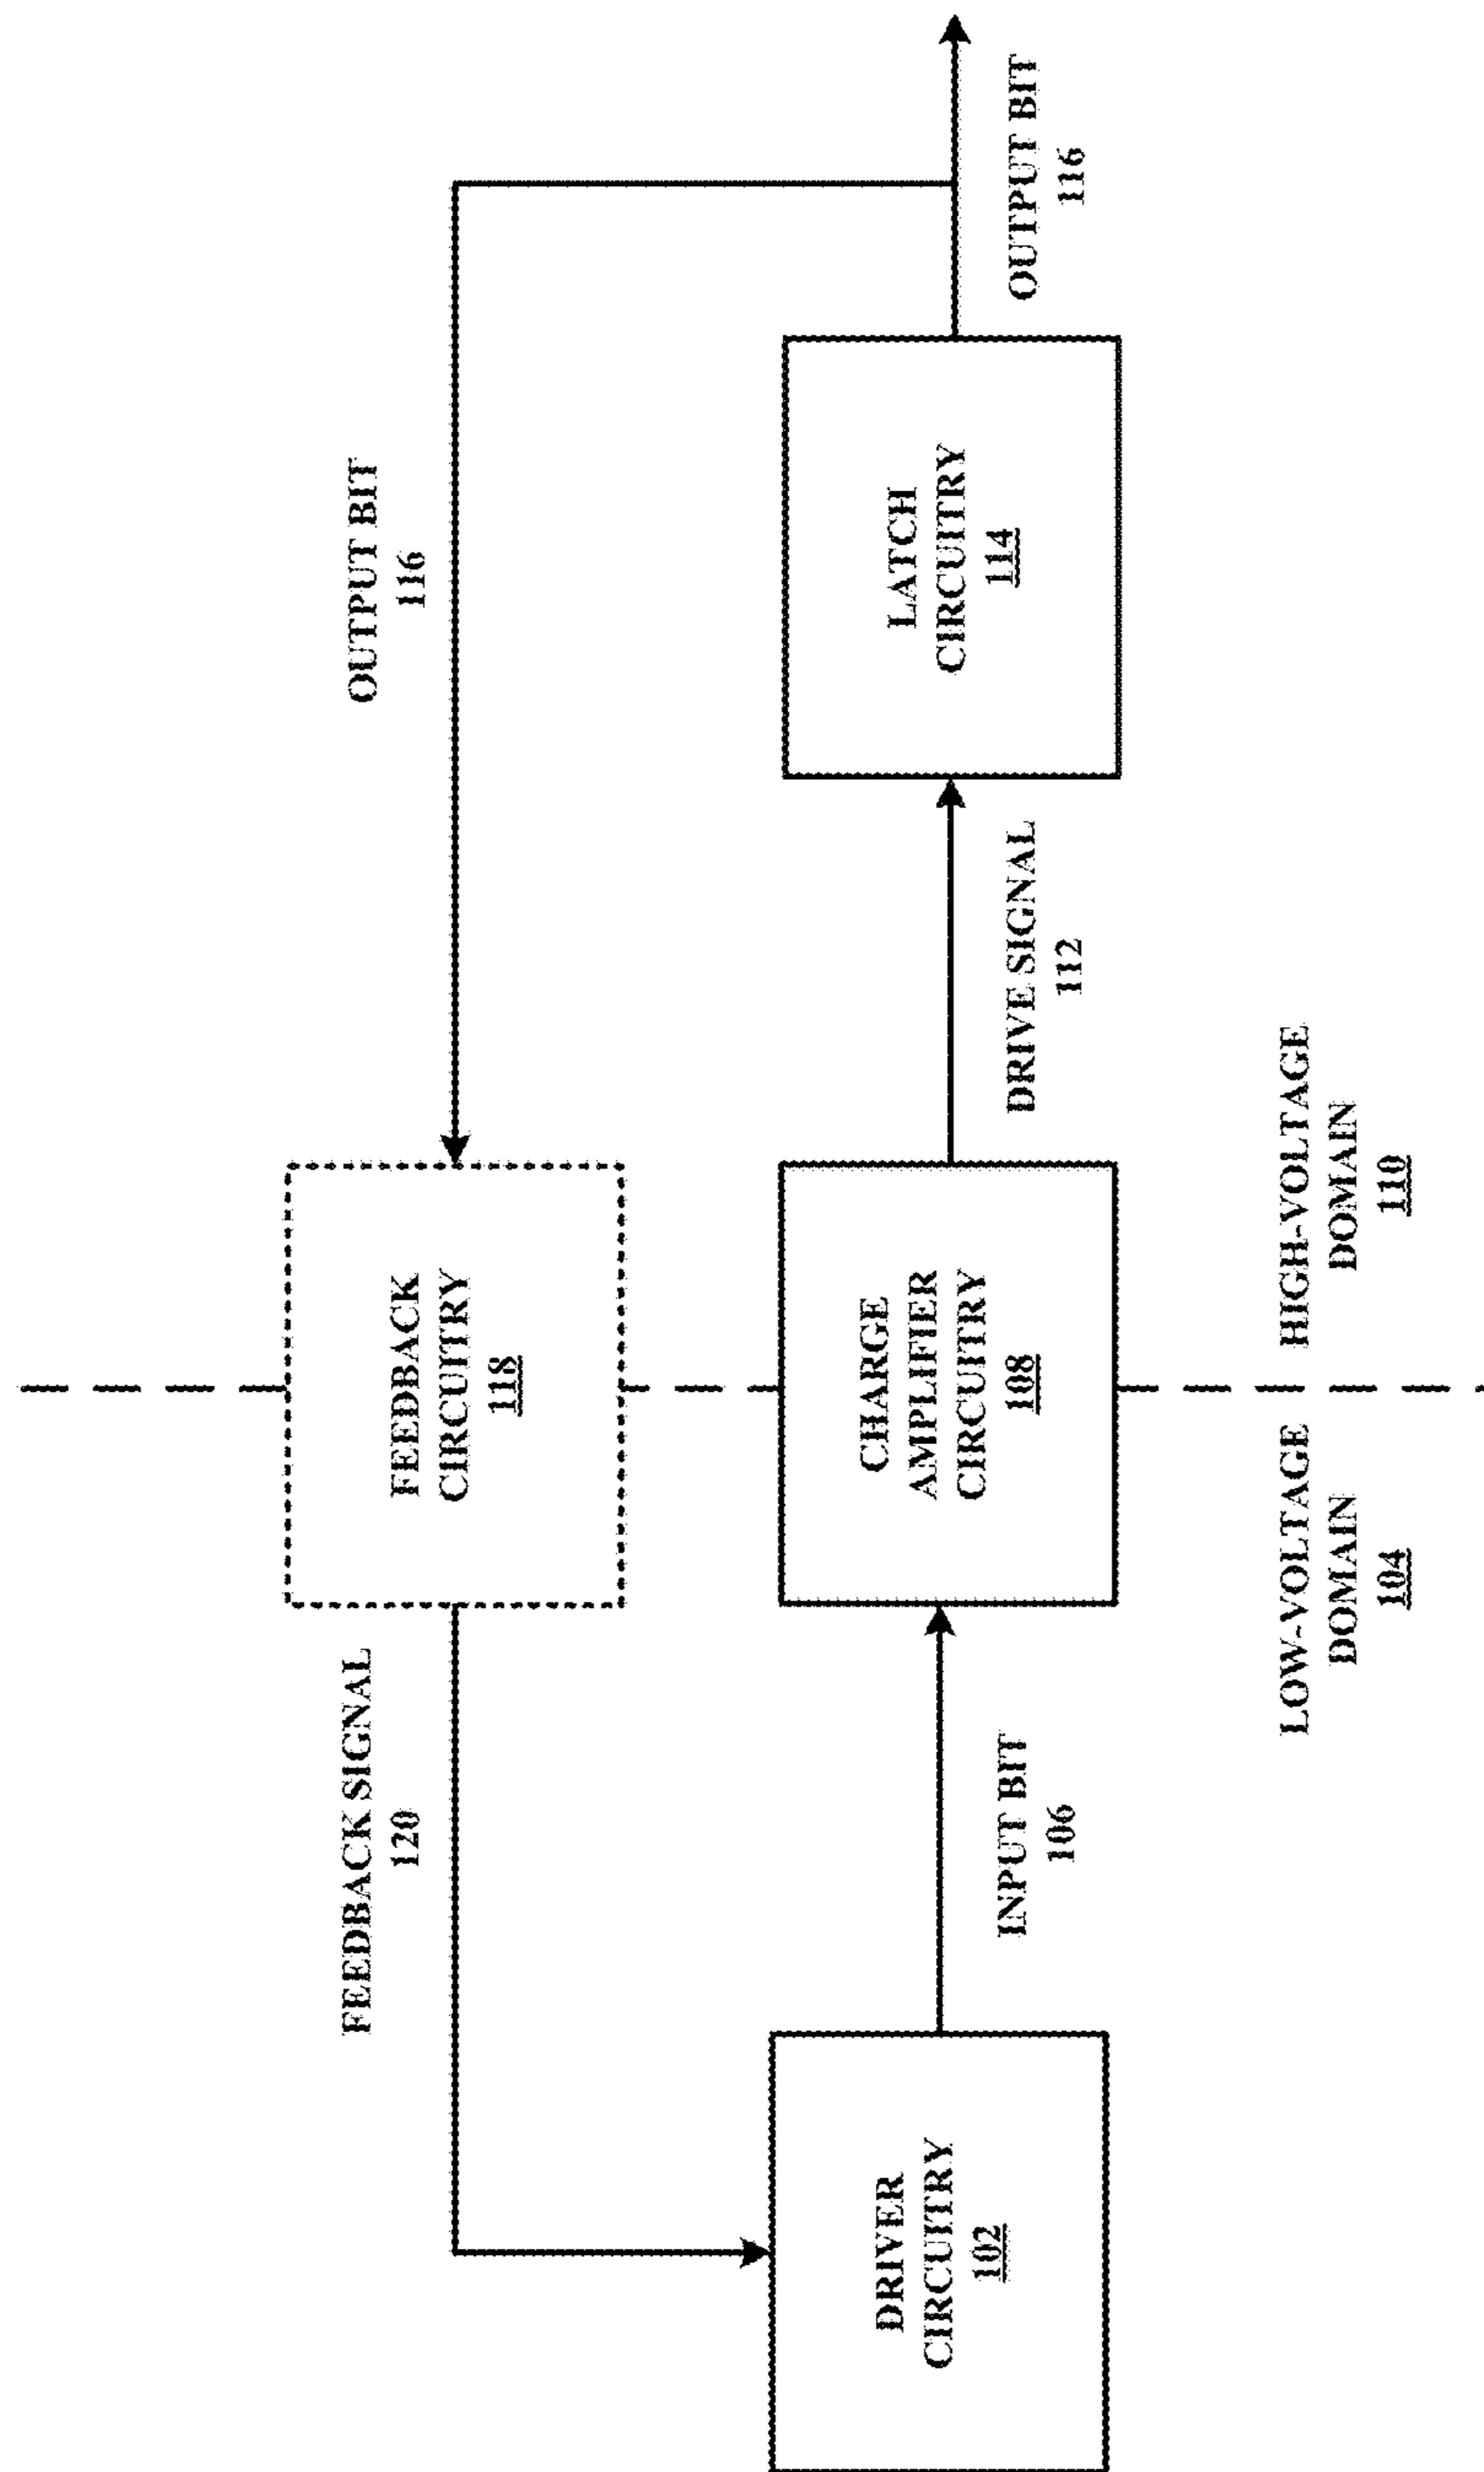 FEEDBACK SIGNAL
120
FEEDBACK
CIRCUITRY
118
OUTPUT BIT
116
DRIVER
CIRCUITRY
102
INPUT BIT
106
CHARGE
AMPLIFIER
CIRCUITRY
108
DRIVE SIGNAL
112
LATCH
CIRCUITRY
114
OUTPUT BIT
116
LOW-VOLTAGE
DOMAIN
104
HIGH-VOLTAGE
DOMAIN
110